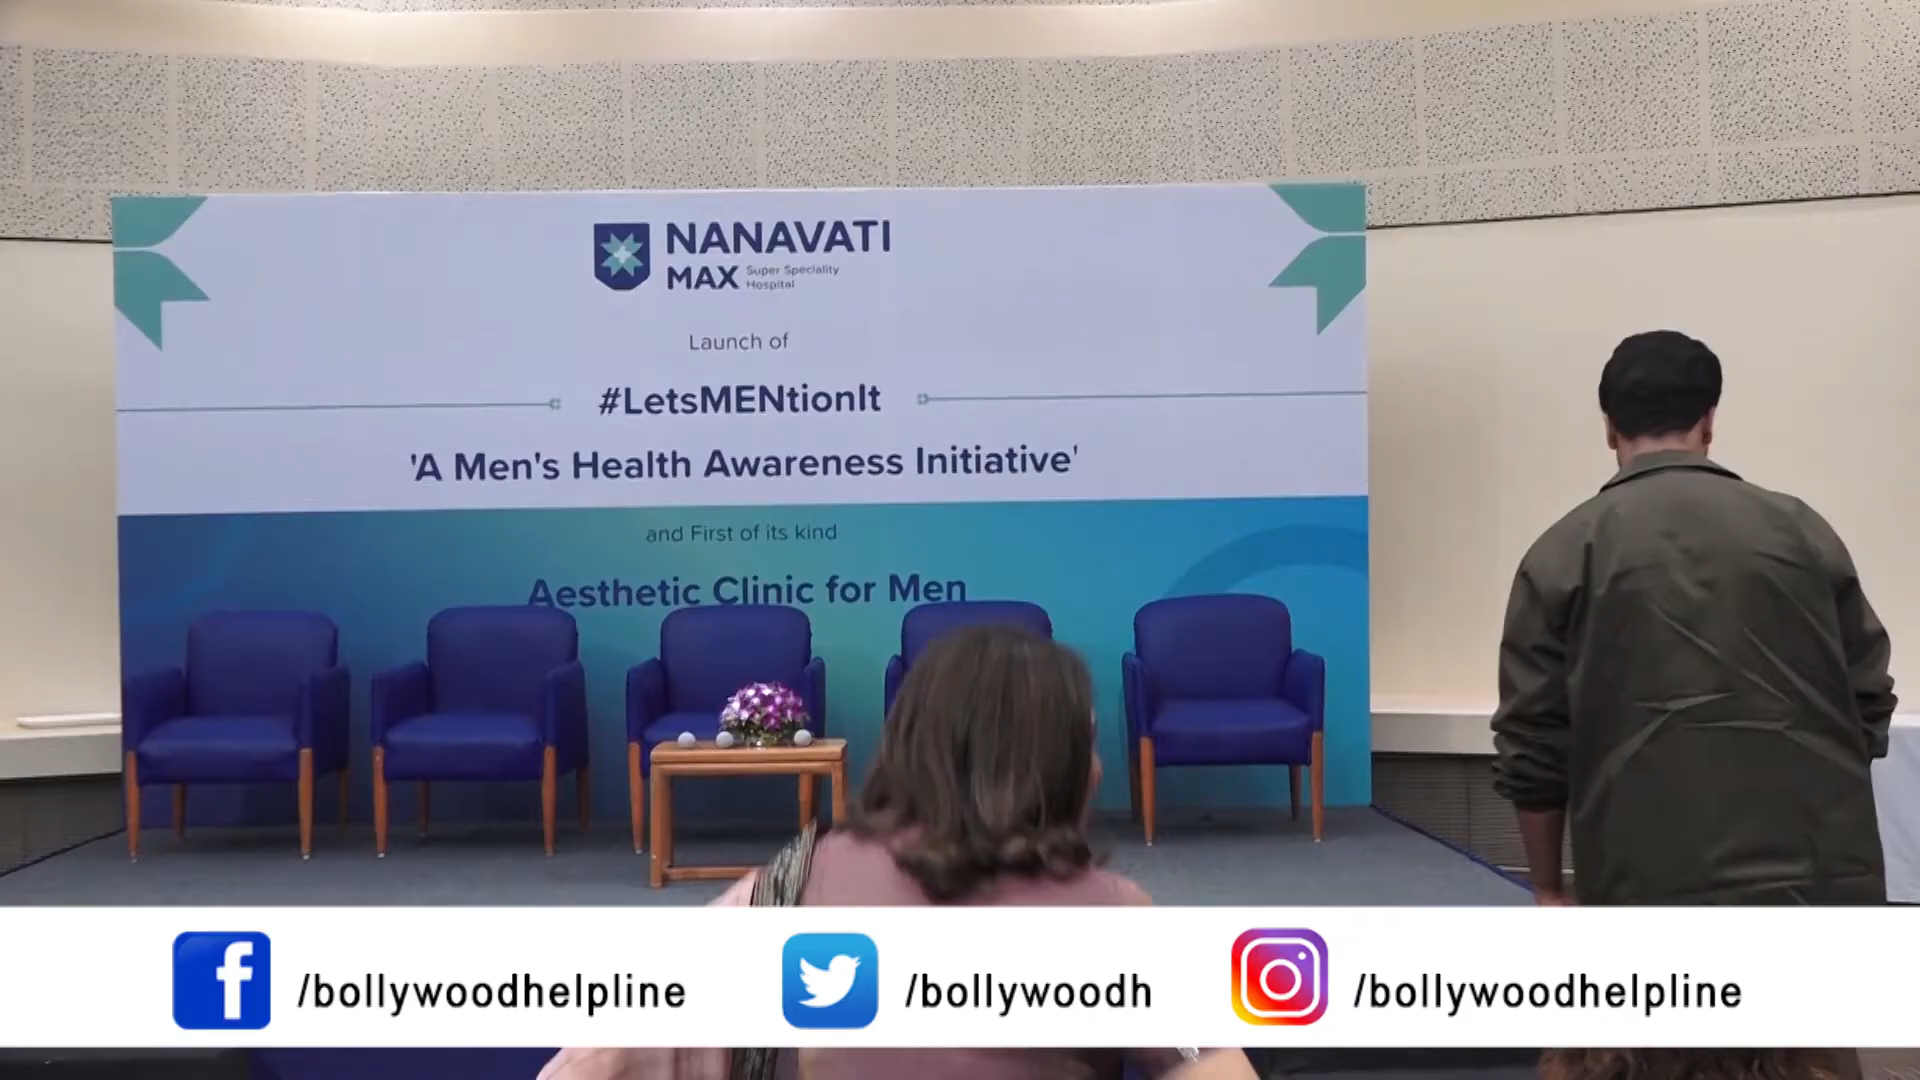 NANAVATI
MAX Super Speciality
Hospital
Launch of
#LetsMENtionIt
'A Men's Health Awareness Initiative'
and First of its kind
Aesthetic Clinic for Men
/bollywoodhelpline
/bollywoodh
/bollywoodhelpline